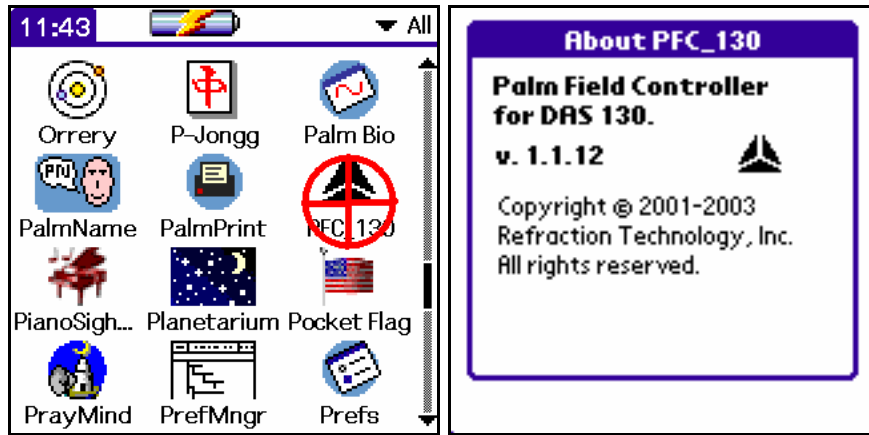 11:43
All
Orrery
P-Jongg
Palm Bio
PN
PalmName
PalmPrint
PFC_130
PianoSigh...
Planetarium
Pocket Flag
PrayMind
PrefMngr
Prefs
About PFC_130
Palm Field Controller
for DAS 130.
v. 1.1.12
Copyright © 2001-2003
Refraction Technology, Inc.
All rights reserved.